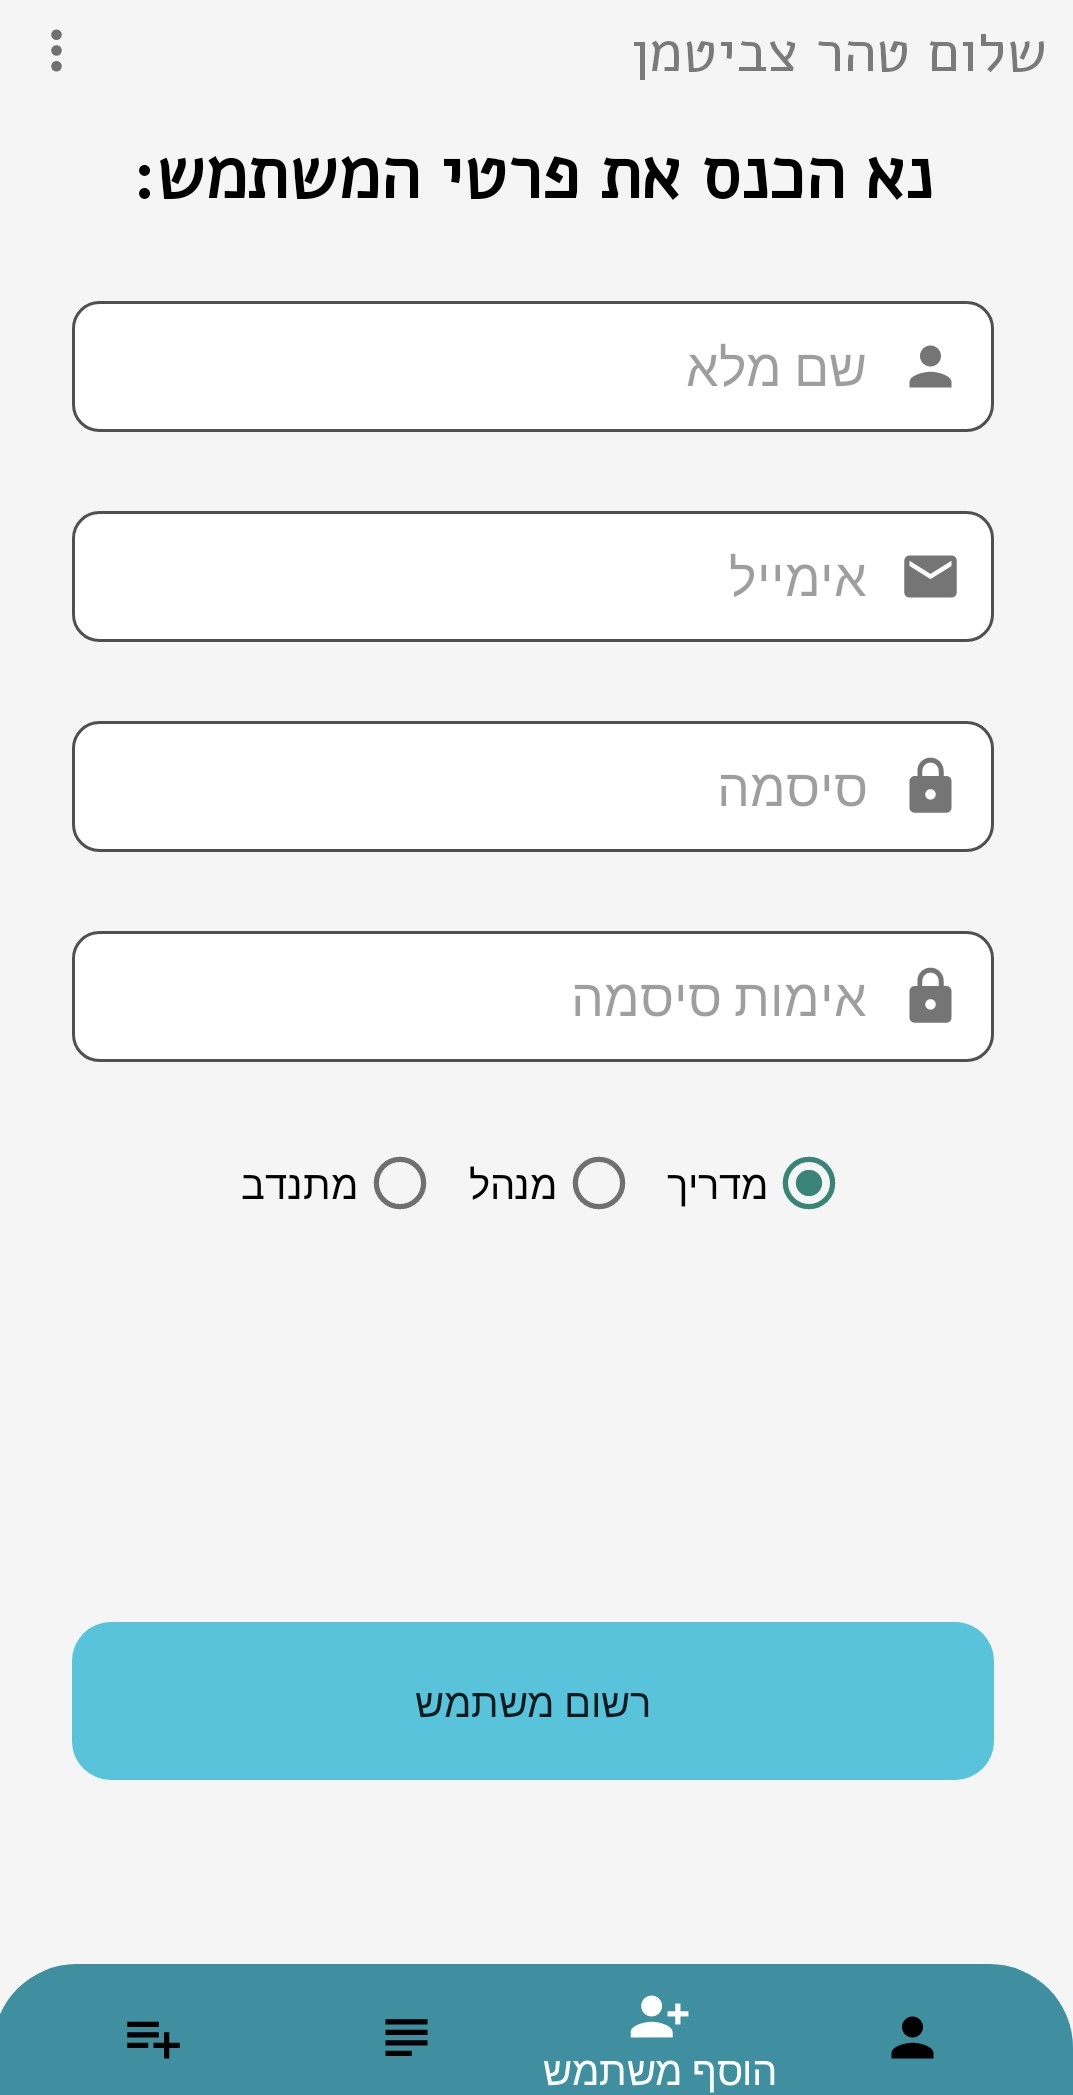 שלום טהר צביטמן
נא הכנס את פרטי המשתמש:
שם מלא
אימייל
סיסמה
אימות סיסמה
מדריך מנהל מתנדב
רשום משתמש
הוסף משתמש